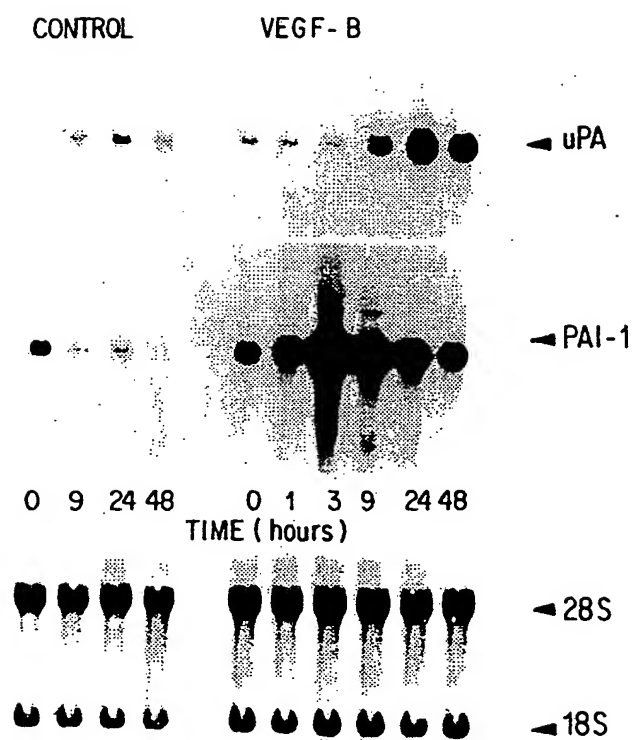 CONTROL VEGF-B
uPA
PAI-1
0 9 24 48 0 1 3 9 24 48
TIME (hours)
28S
18S